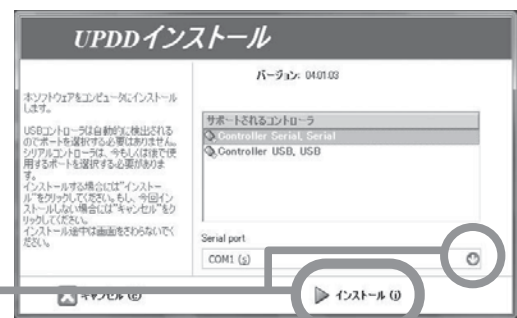 UPDDインストール
バージョン: 04.01.03
本ソフトウェアをコンピュータにインストール
します。
USBコントローラは自動的に検出される
のでポートを選択する必要はありません。
シリアルコントローラは、今もしくは後で使
用するポートを選択する必要がありま
す。
インストールする場合には"インストー
ル"をクリックしてください。もし、今回イン
ストールしない場合には"キャンセル"をク
リックしてください。
インストール途中は画面をさわらないでく
ださい。
サポートされるコントローラ
Controller Serial, Serial
Controller USB, USB
Serial port
COM1 (s)
キャンセル (C)
インストール (I)